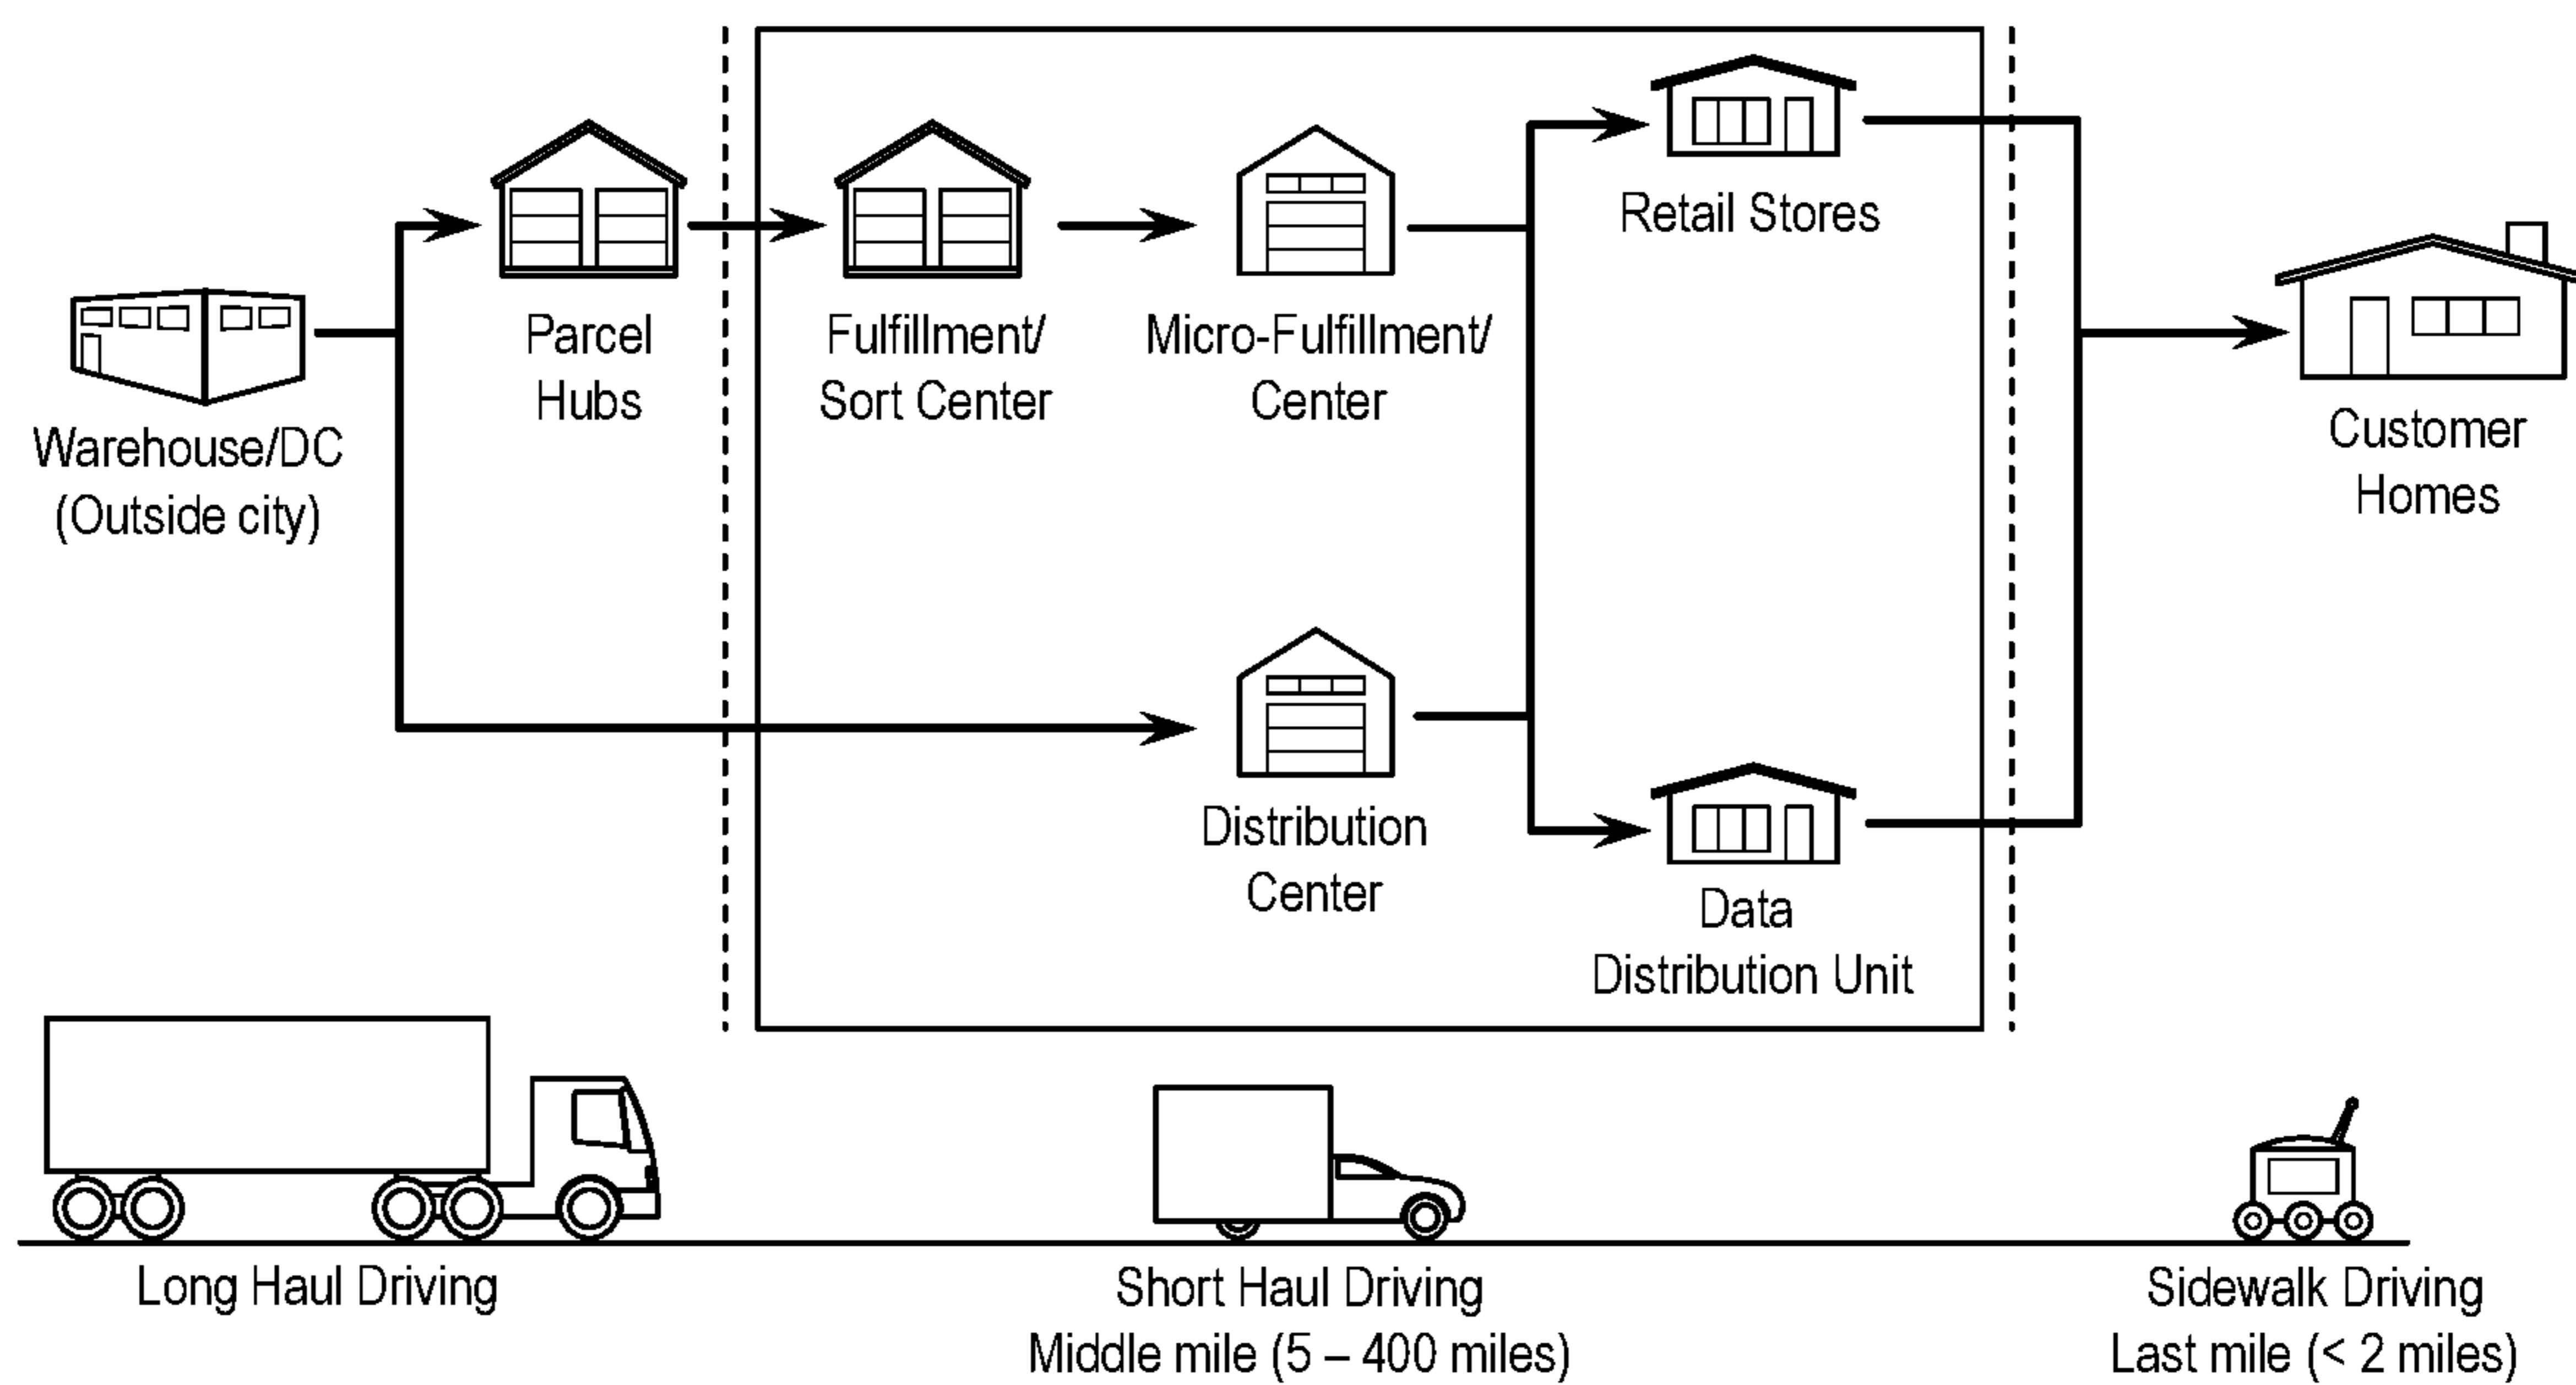 Retail Stores
Parcel
Hubs
Fulfillment/
Sort Center
Micro-Fulfillment/
Center
Warehouse/DC
(Outside city)
Customer
Homes
Distribution
Center
Data
Distribution Unit
Long Haul Driving
Short Haul Driving
Middle mile (5 – 400 miles)
Sidewalk Driving
Last mile (< 2 miles)